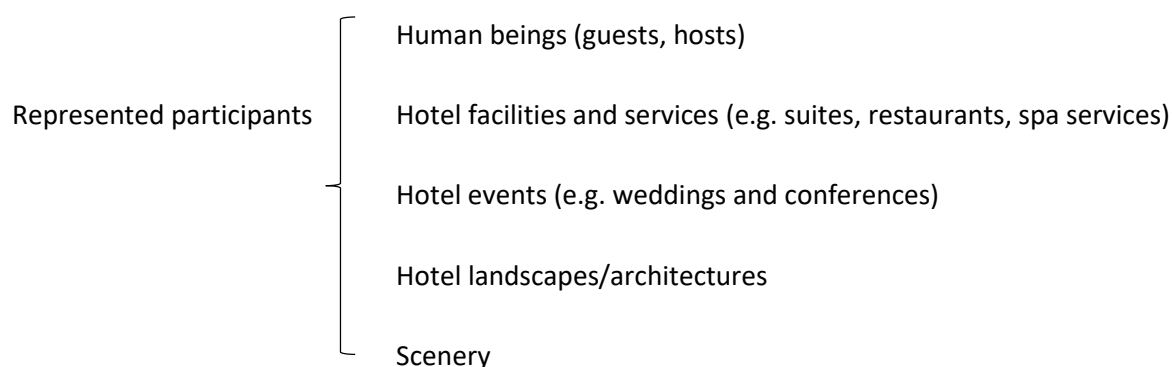 Human beings (guests, hosts)
Represented participants
Hotel facilities and services (e.g. suites, restaurants, spa services)
Hotel events (e.g. weddings and conferences)
Hotel landscapes/architectures
Scenery